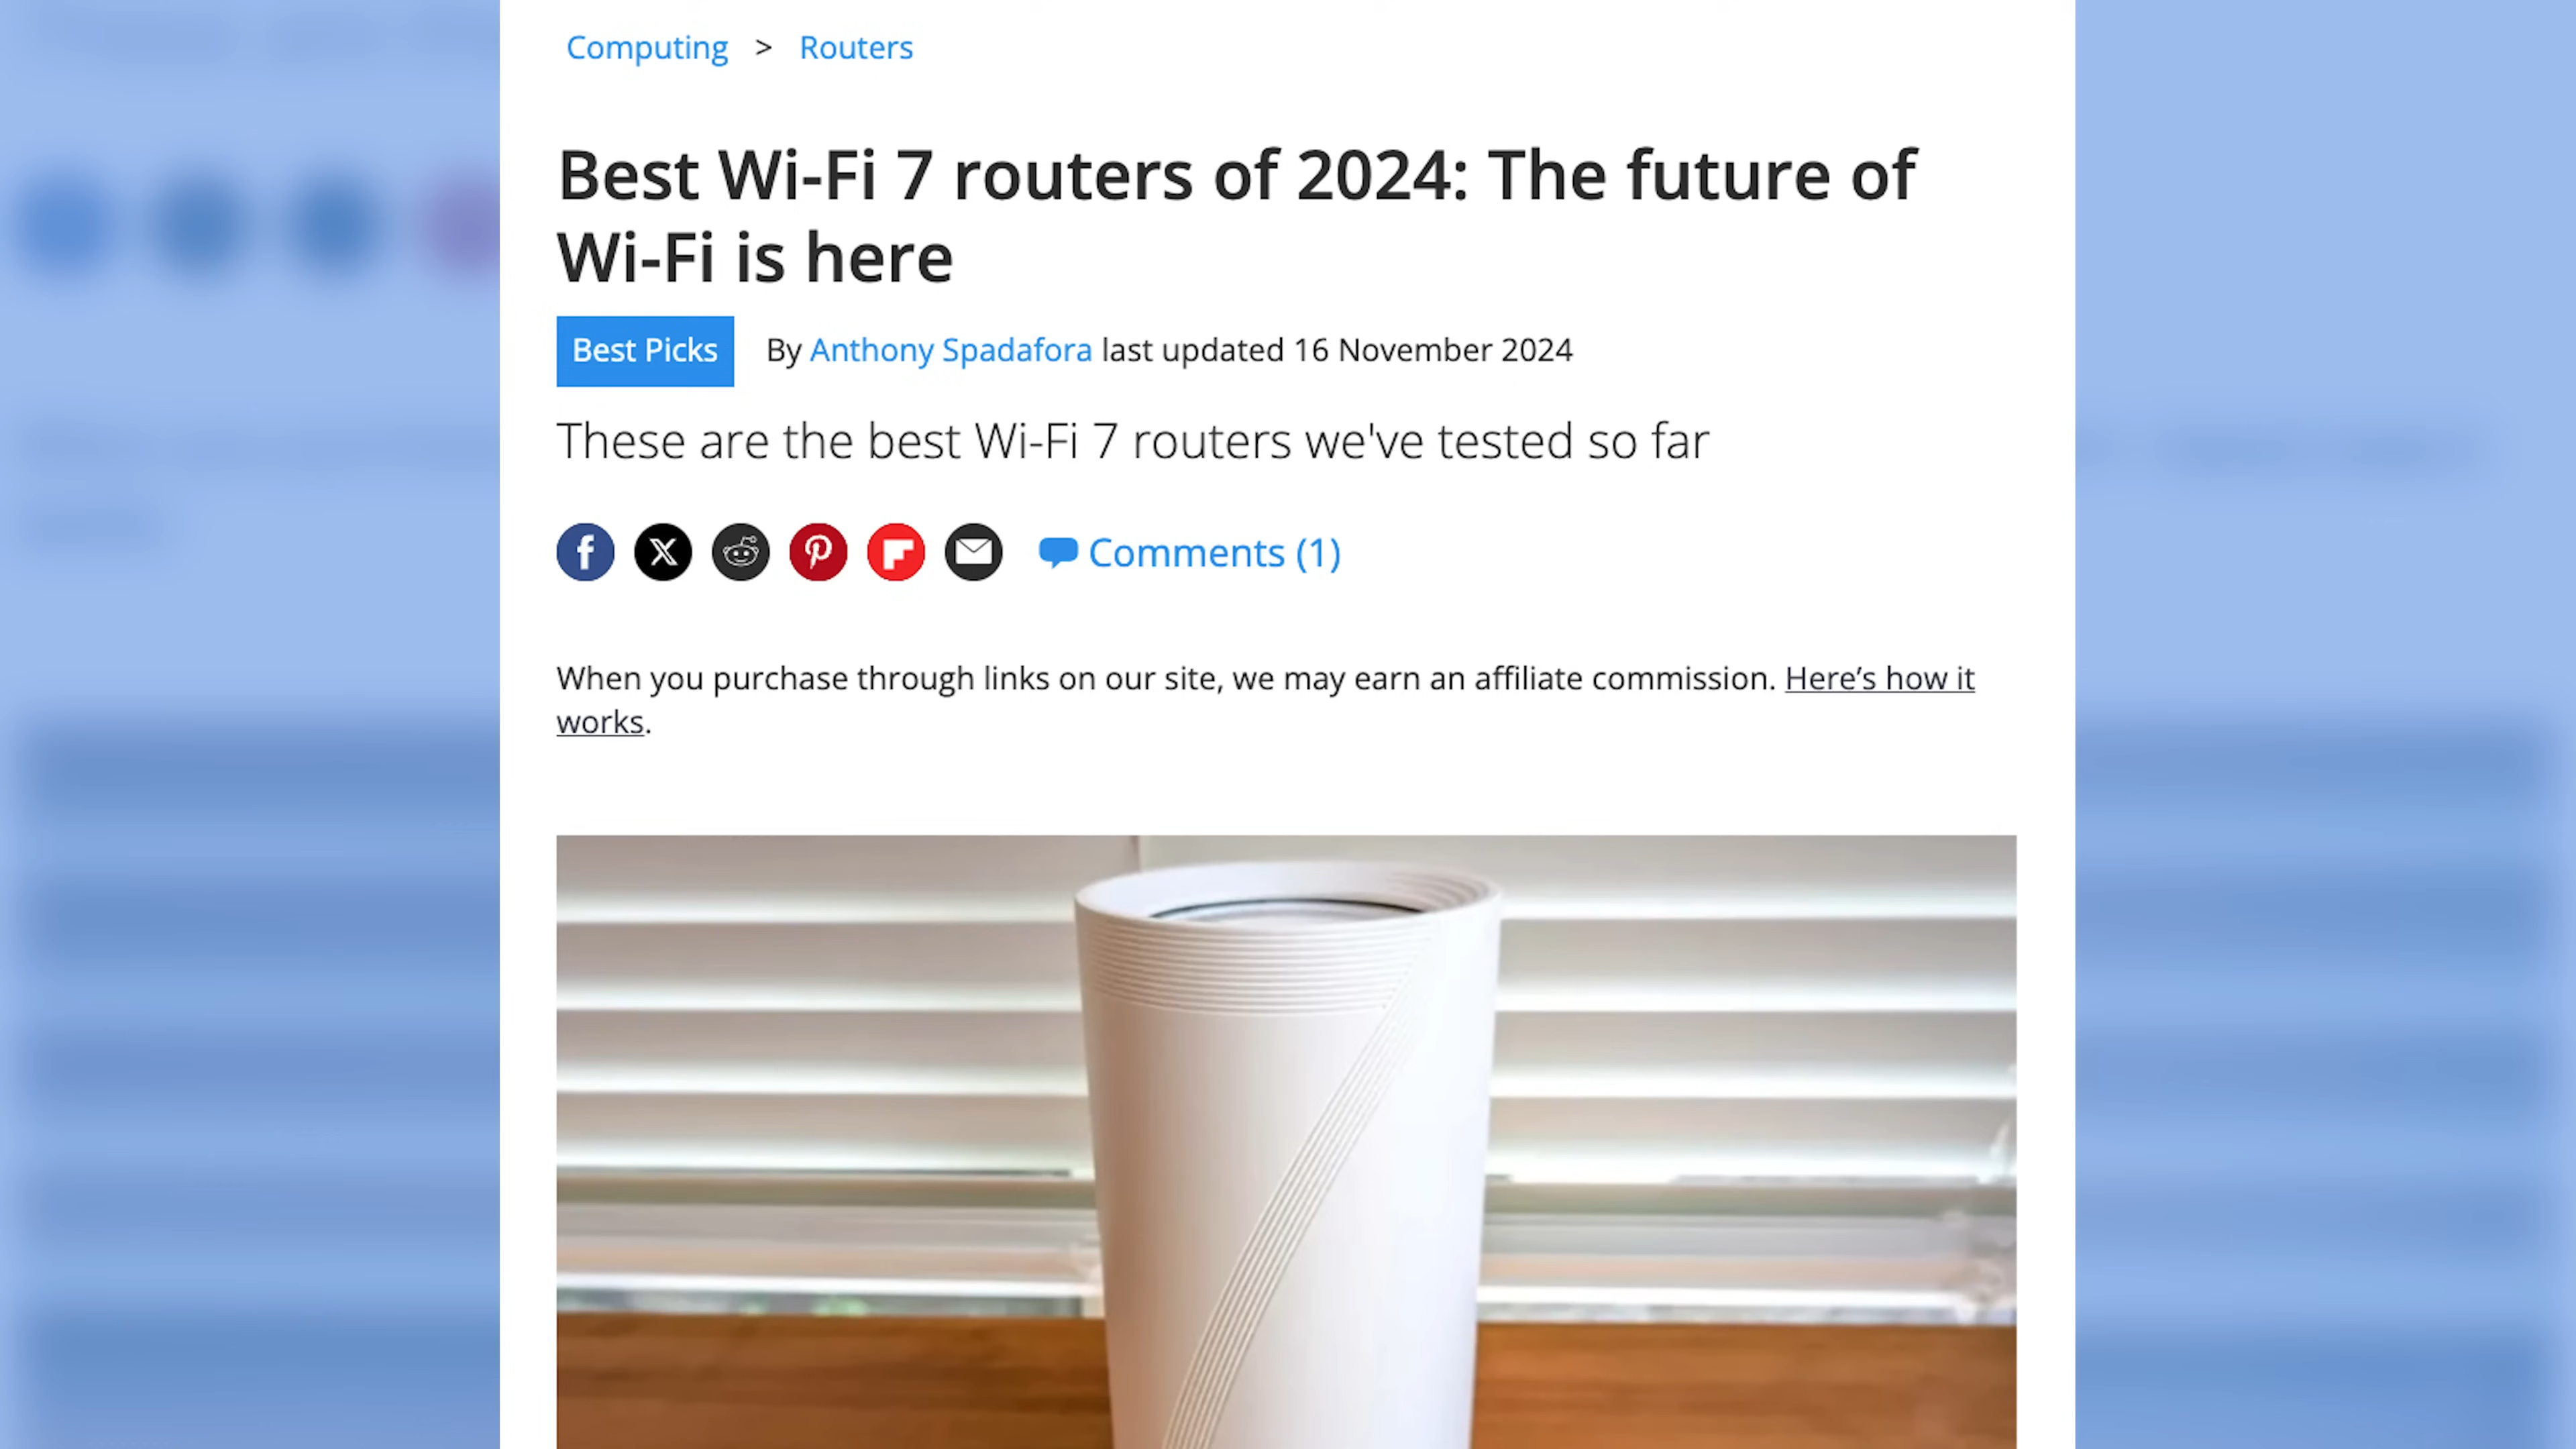 Computing > Routers
Best Wi-Fi 7 routers of 2024: The future of
Wi-Fi is here
Best Picks By Anthony Spadafora last updated 16 November 2024
These are the best Wi-Fi 7 routers we've tested so far
Comments (1)
When you purchase through links on our site, we may earn an affiliate commission. Here’s how it
works.